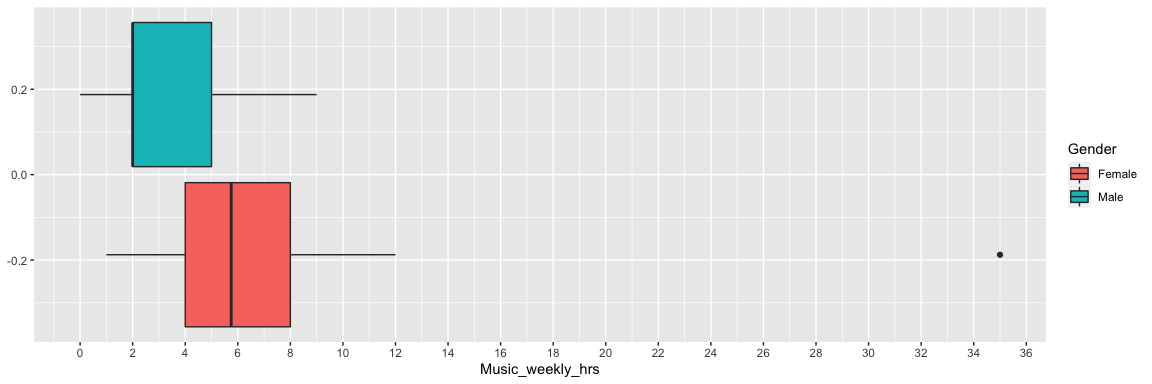 0.2
0.0
-0.2
0 2 4 6 8 10 12 14 16 18 20 22 24 26 28 30 32 34 36
Music_weekly_hrs
Gender
Female
Male